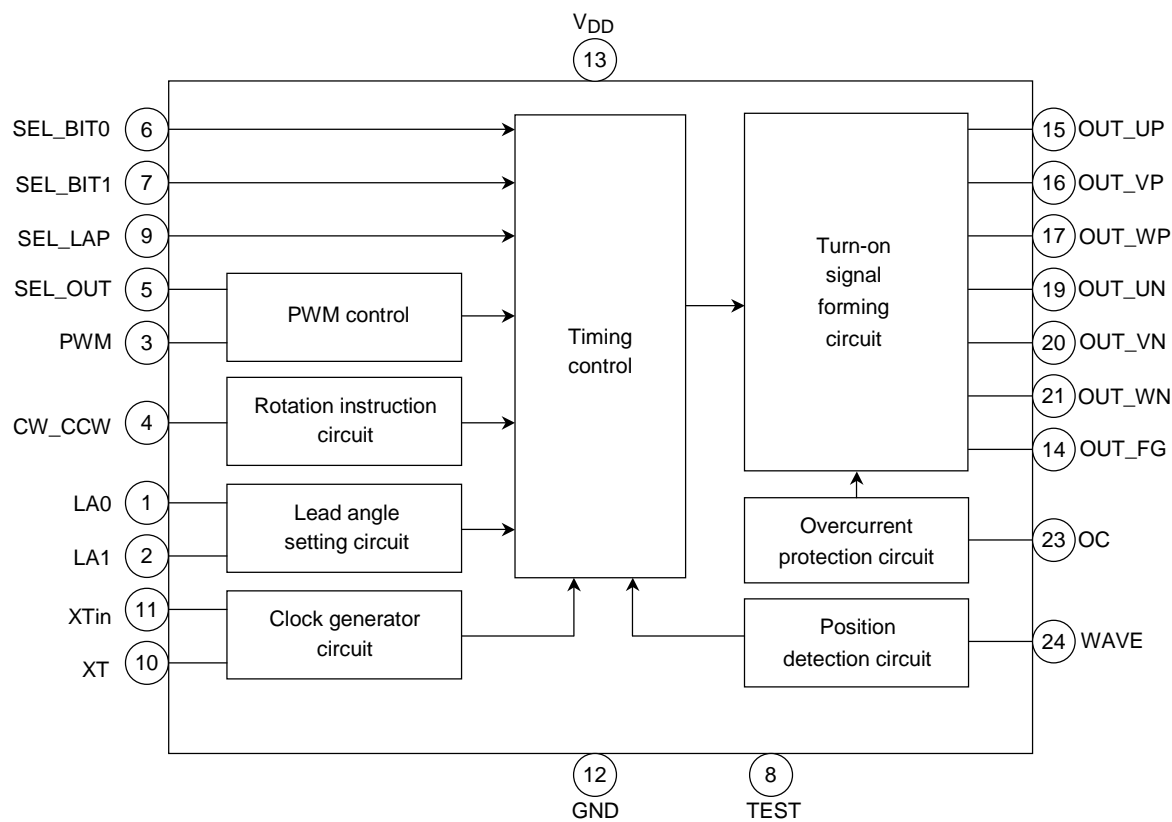 VDD
13
SEL_BIT0 6
SEL_BIT1 7
SEL_LAP 9
SEL_OUT 5
PWM 3
CW_CCW 4
LA0 1
LA1 2
XTin 11
XT 10
PWM control
Rotation instruction
circuit
Lead angle
setting circuit
Clock generator
circuit
Timing
control
Turn-on
signal
forming
circuit
Overcurrent
protection circuit
Position
detection circuit
15 OUT_UP
16 OUT_VP
17 OUT_WP
19 OUT_UN
20 OUT_VN
21 OUT_WN
14 OUT_FG
23 OC
24 WAVE
12
GND
8
TEST